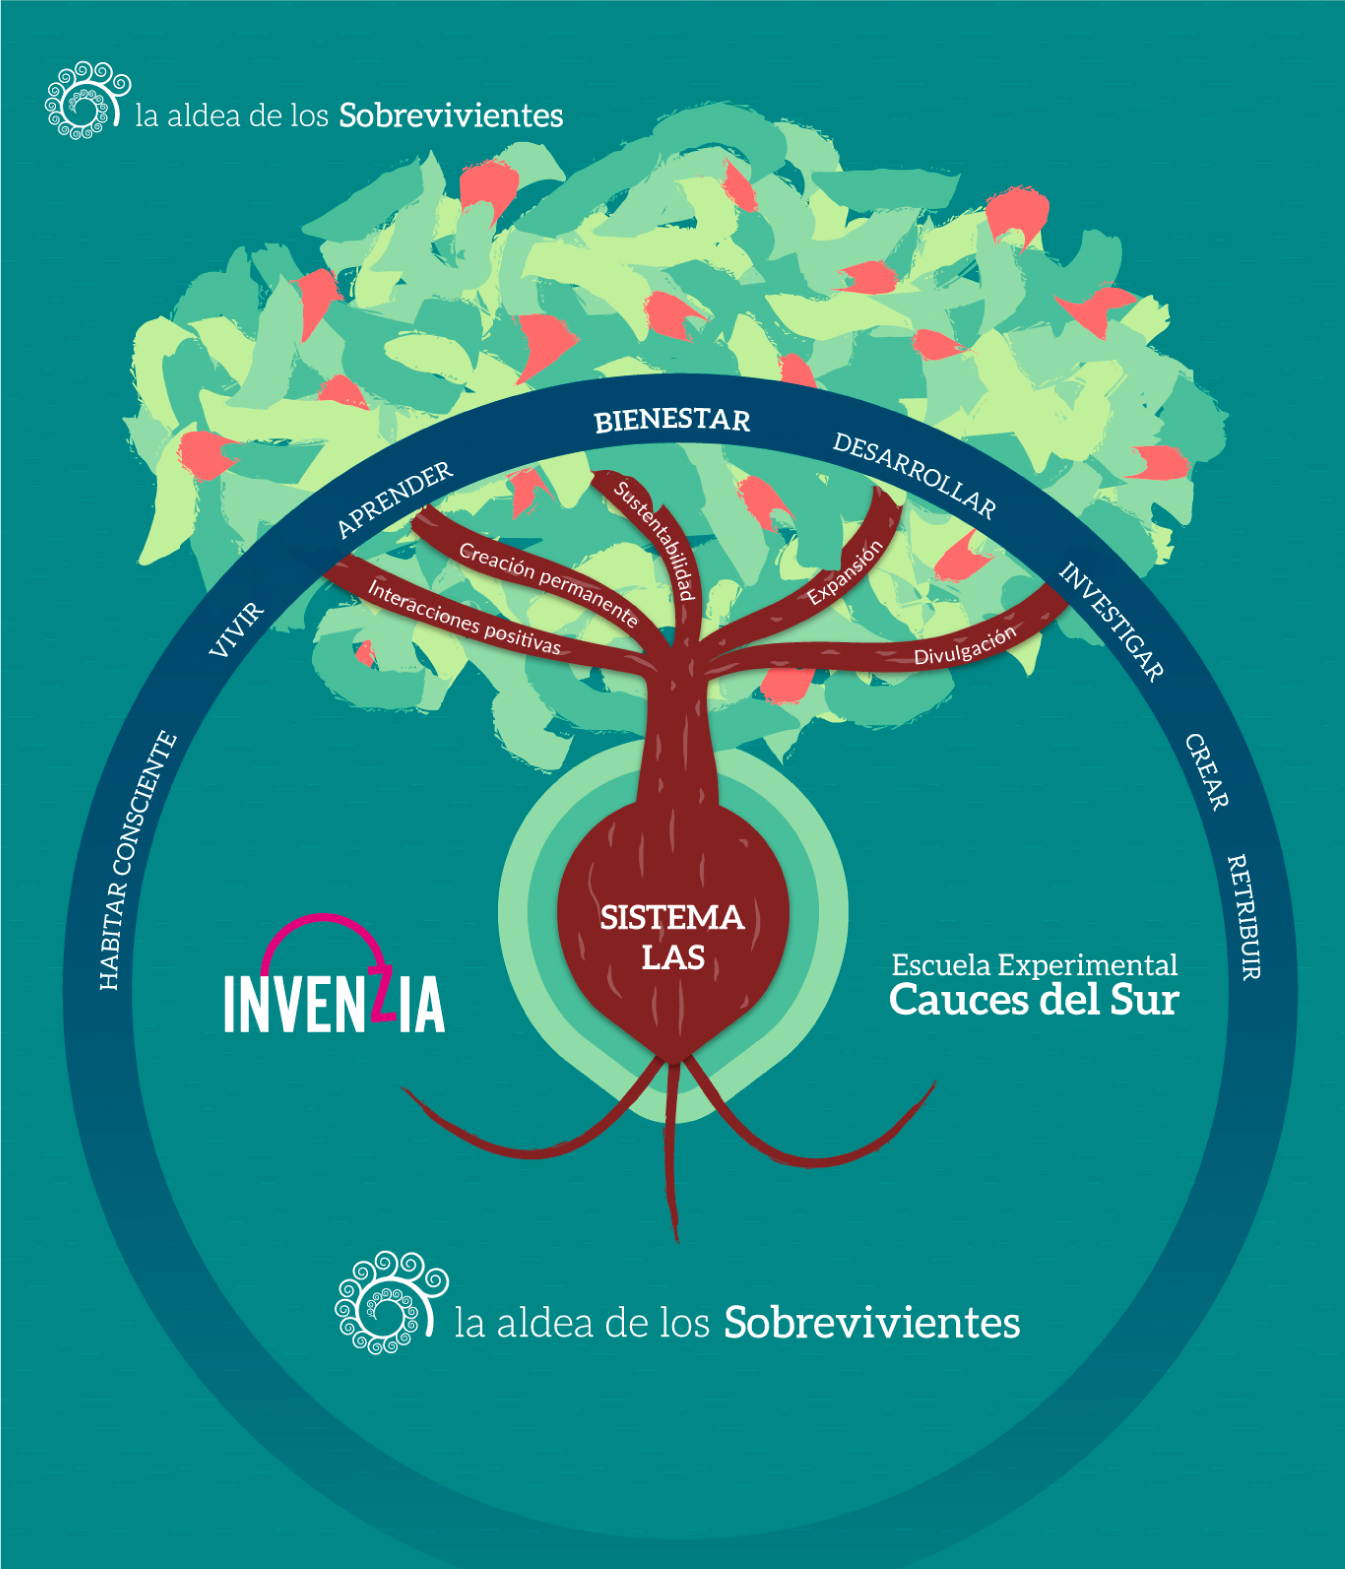 la aldea de los Sobrevivientes
BIENESTAR
DESARROLLAR
APRENDER
Sustentabilidad
Creación permanente
Expansión
Interacciones positivas
INVESTIGAR
VIVIR
Divulgación
CREAR
HABITAR CONSCIENTE
RETRIBUIR
SISTEMA
LAS
INVENZIA
Escuela Experimental
Cauces del Sur
la aldea de los Sobrevivientes